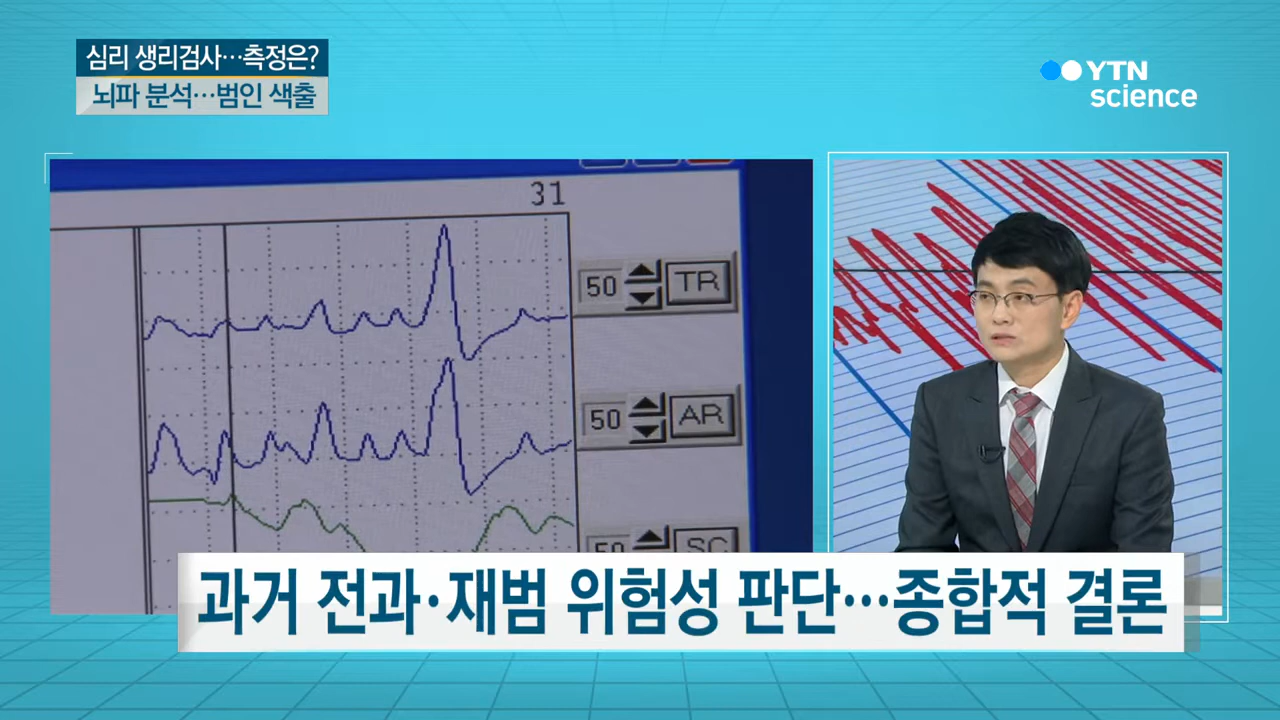 심리 생리검사…측정은?
뇌파 분석…범인 색출
YTN
science
31
50 TR
50 AR
50 SC
과거 전과·재범 위험성 판단…종합적 결론